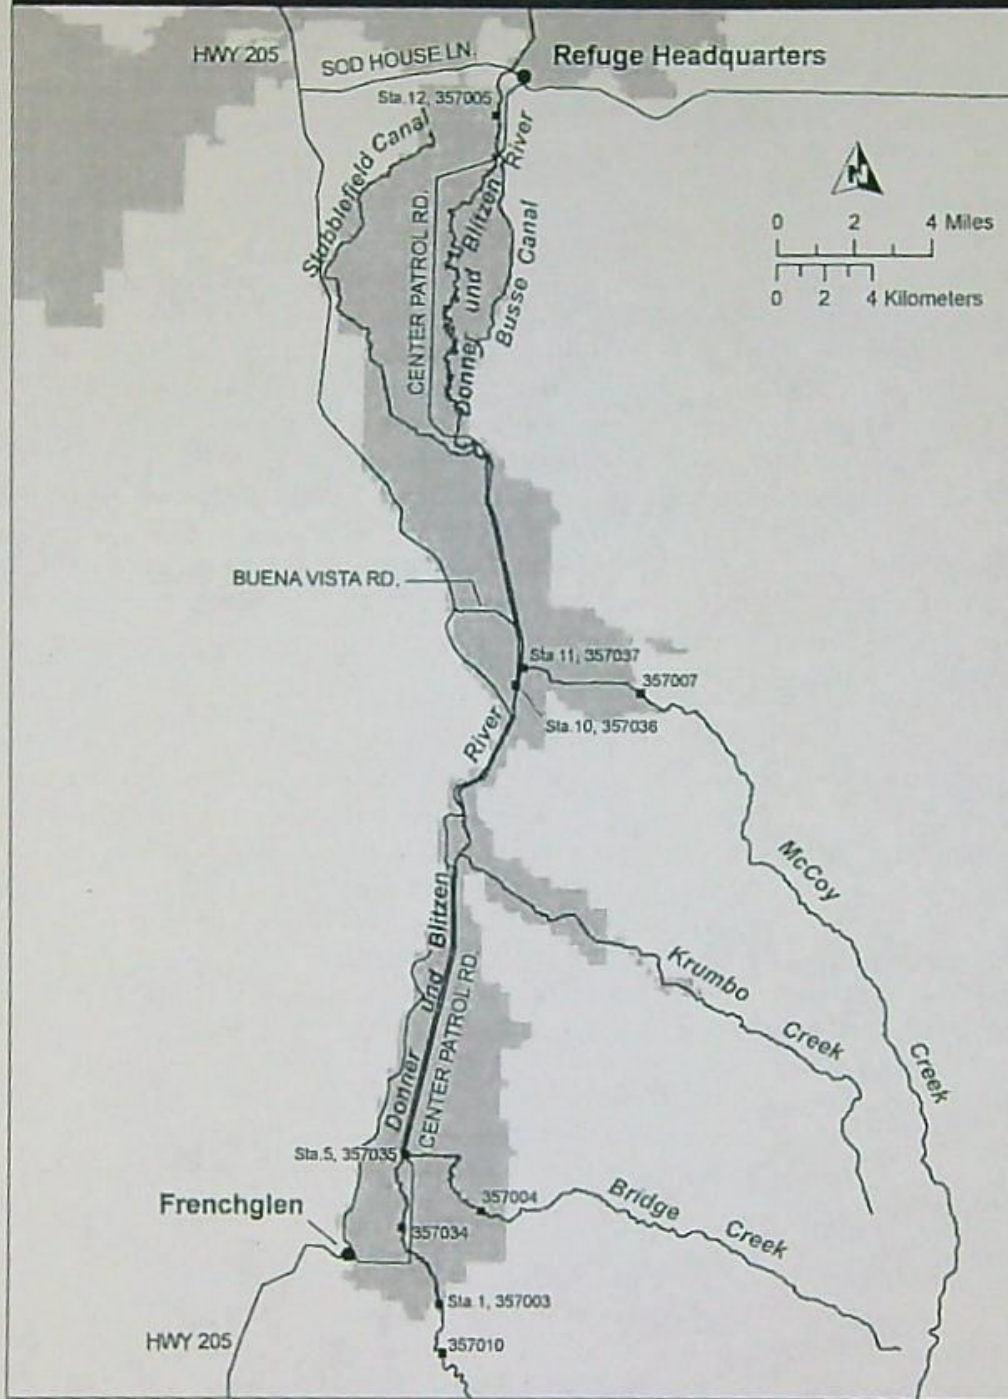 HWY 205
SOD HOUSE LN.
Refuge Headquarters
Sta. 12, 357005
Stubblefield Canal
CENTER PATROL RD.
Donner und Blitzen River
Busse Canal
N
0 2 4 Miles
0 2 4 Kilometers
BUENA VISTA RD.
Sta 11, 357037
357007
Sta. 10, 357036
River
McCoy
Creek
Krumbo
Creek
Donner und Blitzen
CENTER PATROL RD.
Sta. 5, 357035
357004
Bridge
Creek
Frenchglen
357034
Sta 1, 357003
HWY 205
357010